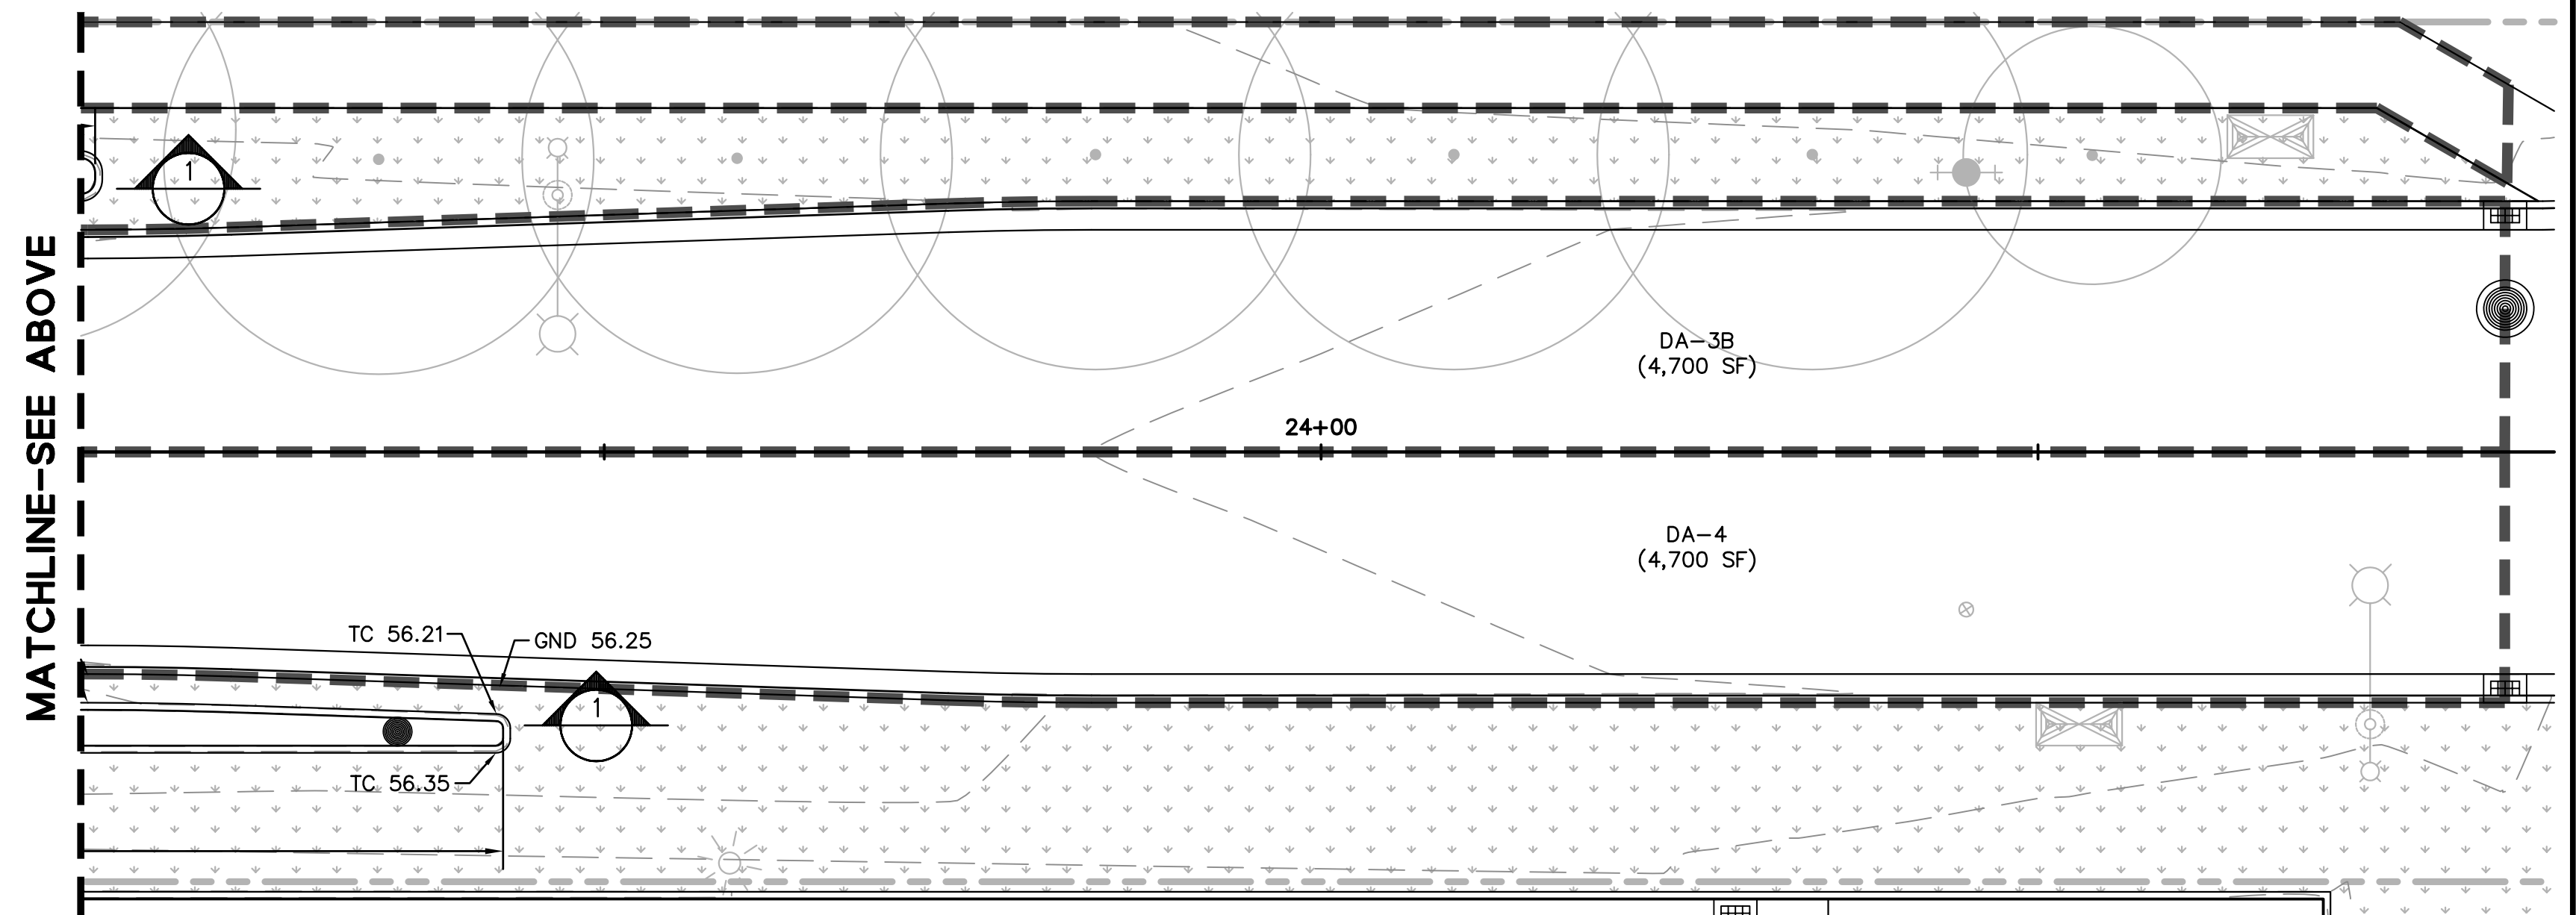 MATCHLINE-SEE ABOVE
1
DA-3B
(4,700 SF)
24+00
DA-4
(4,700 SF)
TC 56.21
GND 56.25
1
TC 56.35